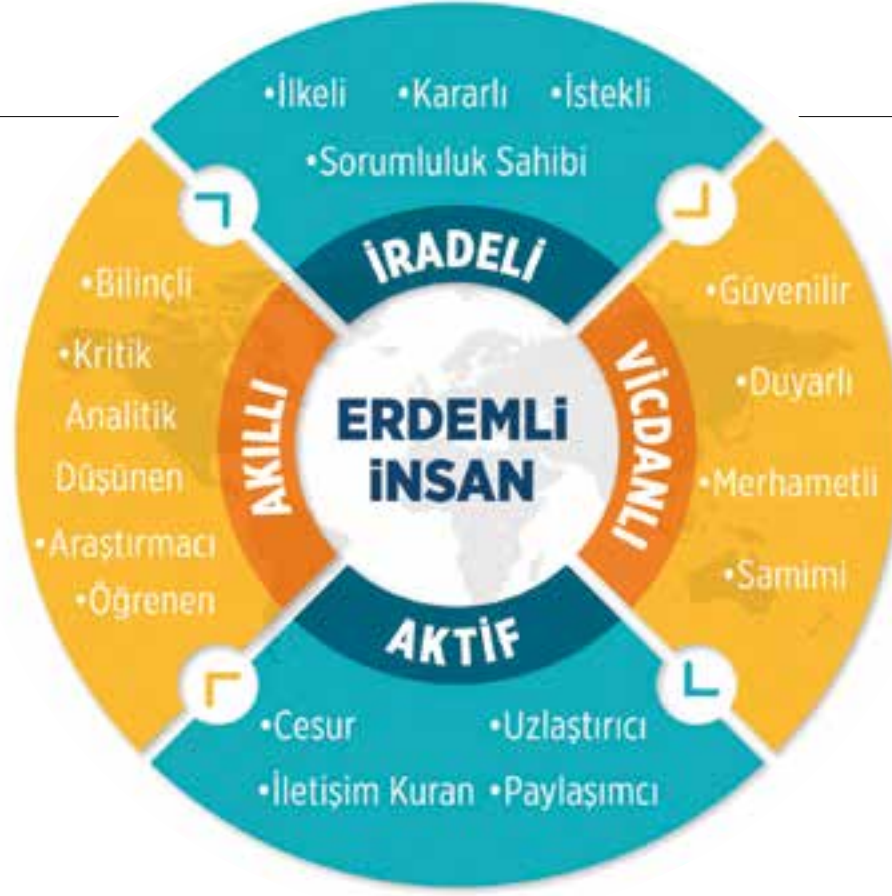 •İlkeli •Kararlı •İstekli
•Sorumluluk Sahibi
İRADELİ
•Bilinçli
•Kritik
Analitik
Düşünen
•Araştırmacı
•Öğrenen
AKILLI
ERDEMLİ
İNSAN
VİCDANLI
•Güvenilir
•Duyarlı
•Merhametli
•Samimi
AKTİF
•Cesur •Uzlaştırıcı
•İletişim Kuran •Paylaşımcı